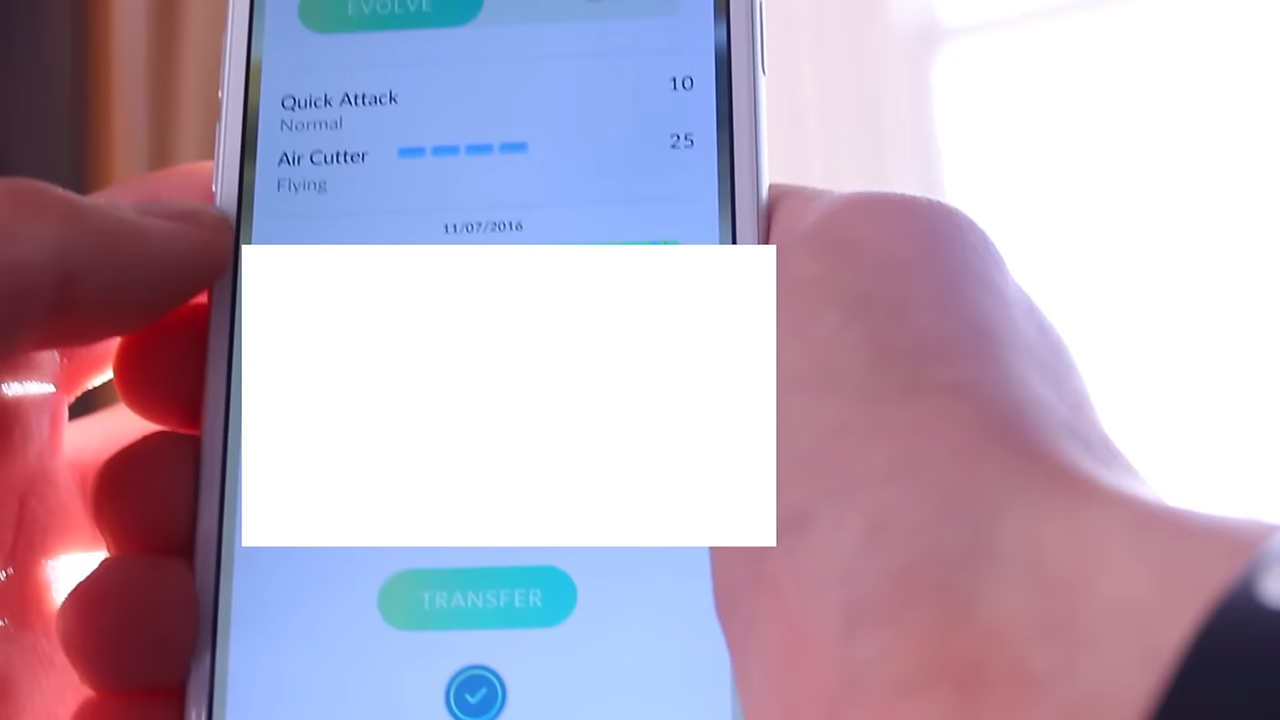 EVOLVE
Quick Attack
10
Normal
Air Cutter
25
Flying
11/07/2016
TRANSFER